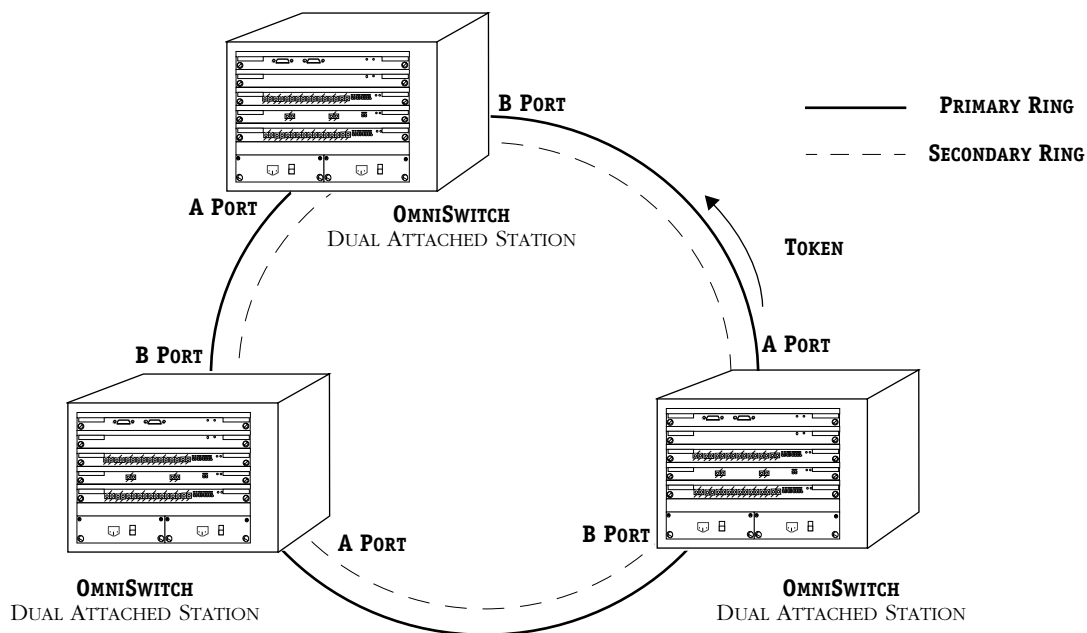 B PORT
PRIMARY RING
SECONDARY RING
A PORT
OMNISWITCH
DUAL ATTACHED STATION
TOKEN
B PORT
A PORT
A PORT
B PORT
OMNISWITCH
DUAL ATTACHED STATION
OMNISWITCH
DUAL ATTACHED STATION